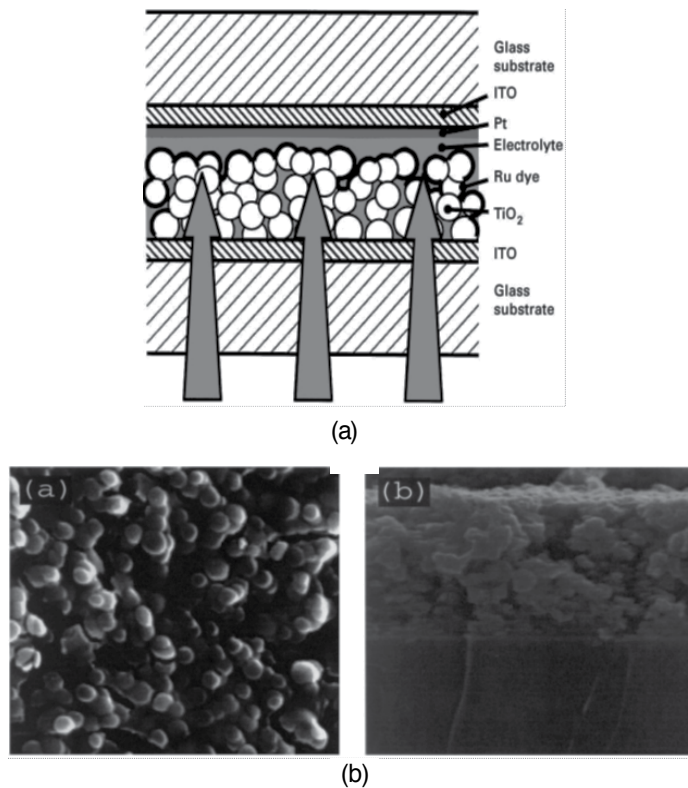 Glass
substrate
ITO
Pt
Electrolyte
Ru dye
TiO₂
ITO
Glass
substrate
(a)
(a)
(b)
(b)